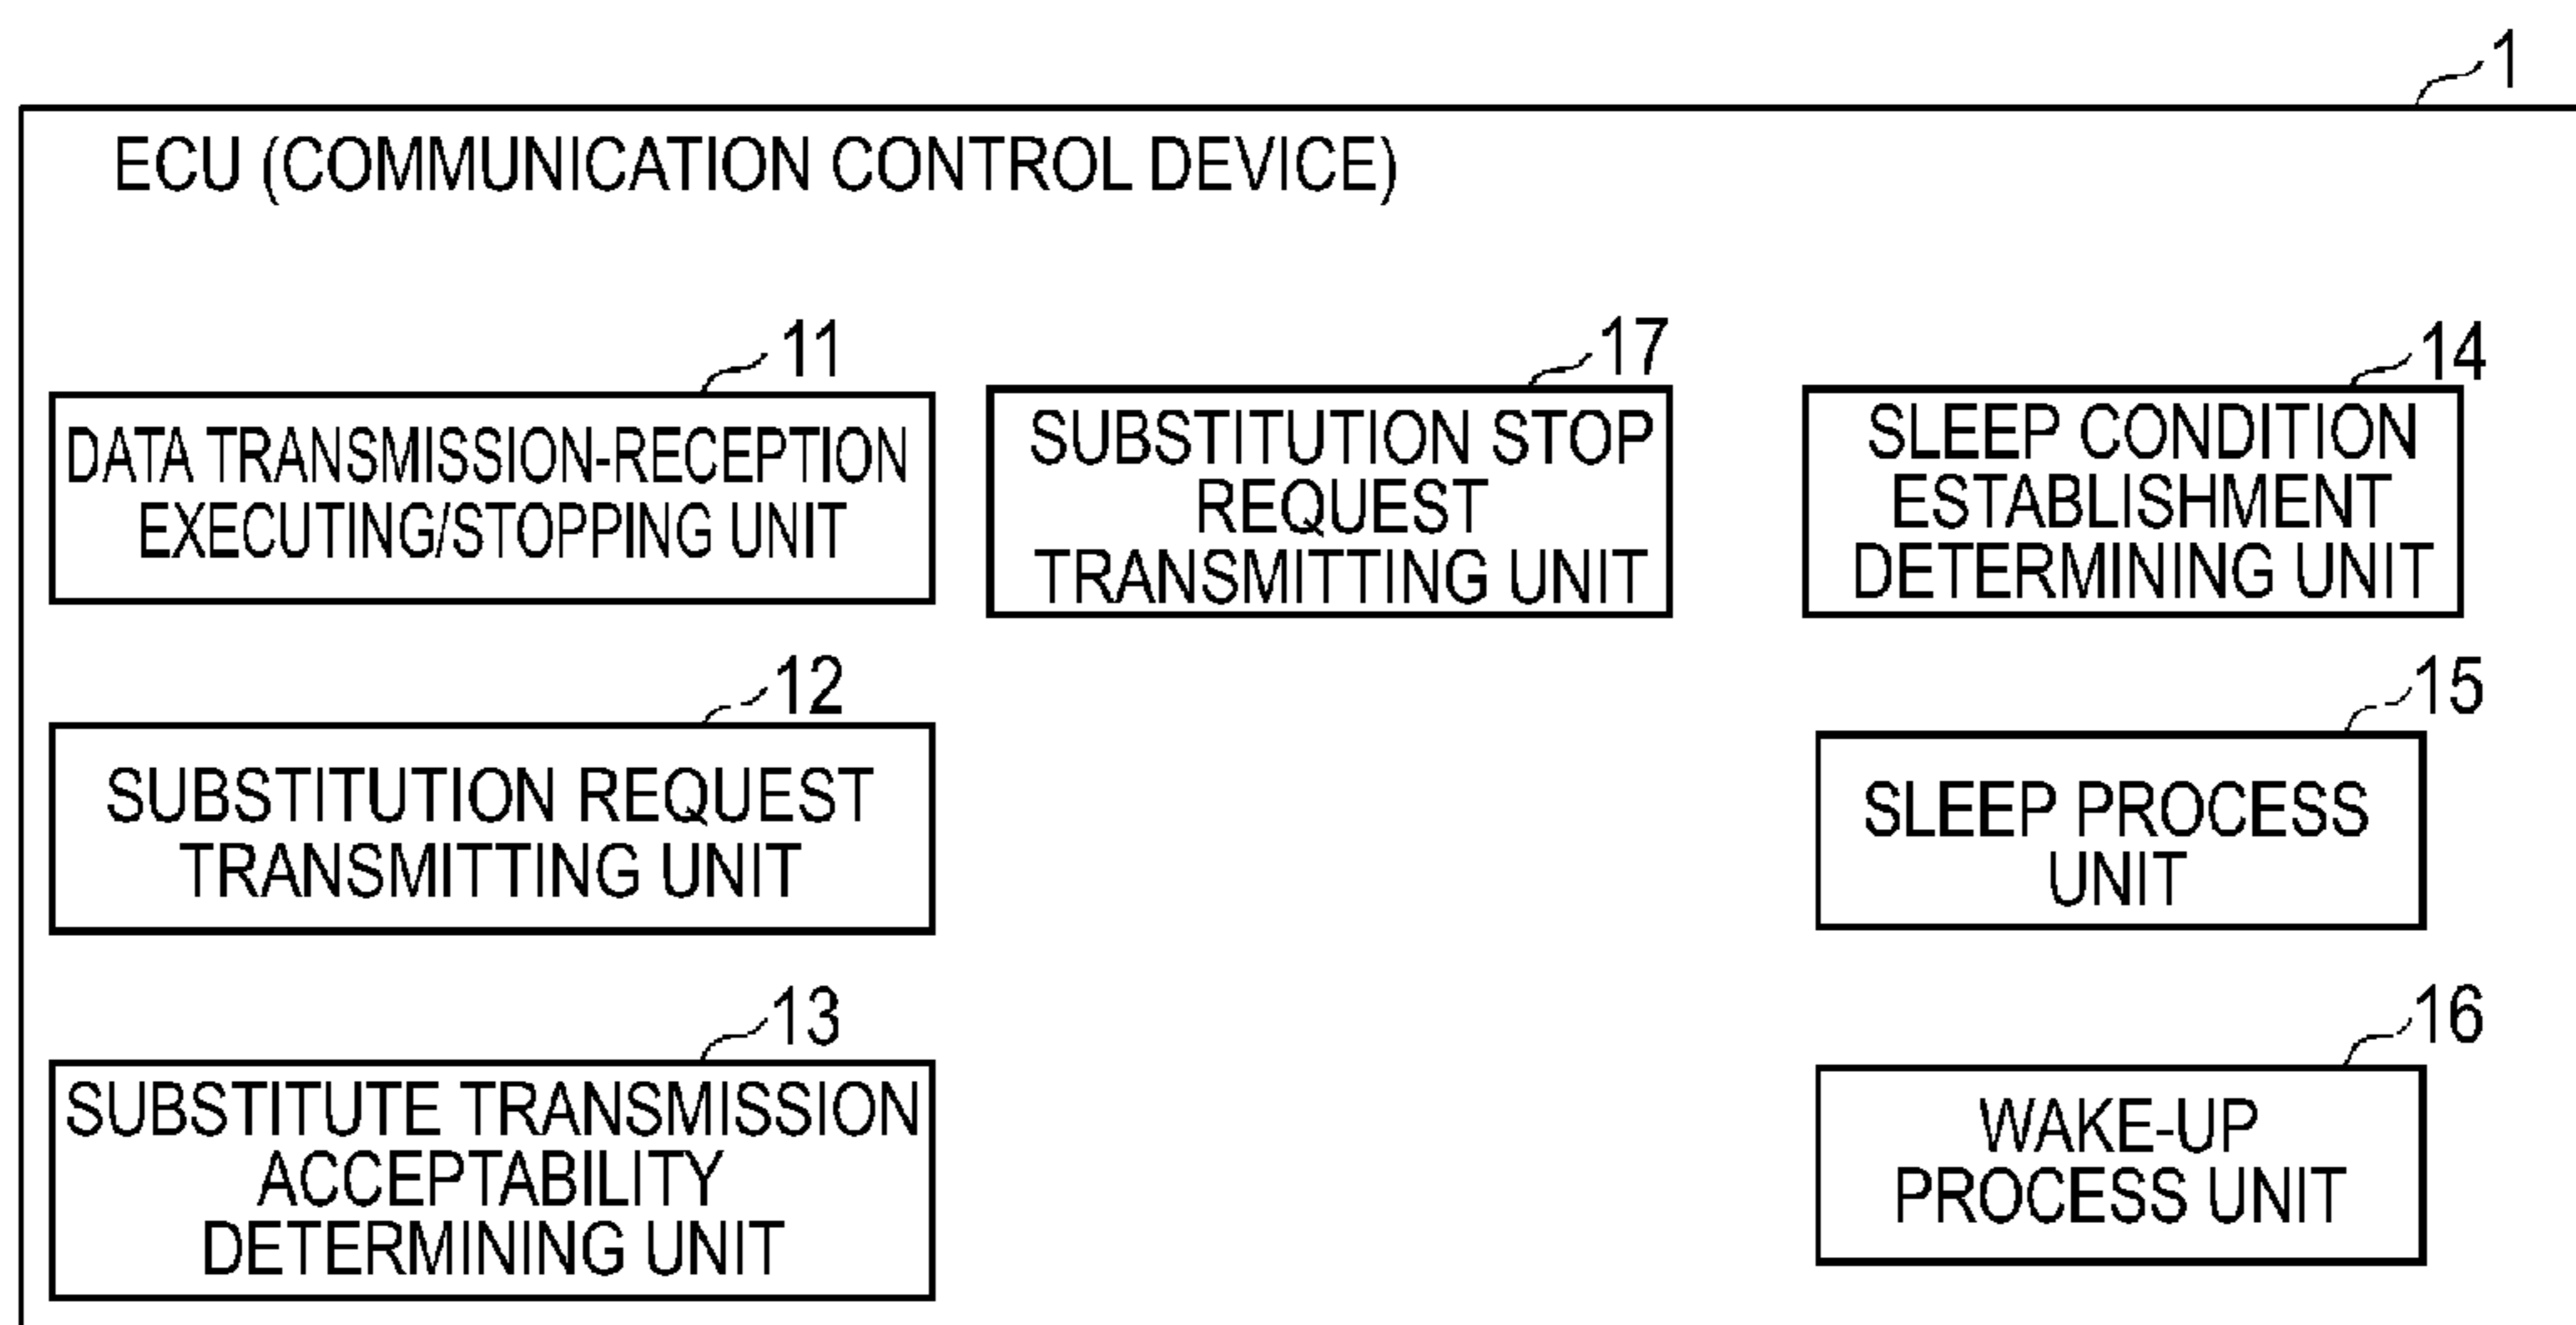 1
ECU (COMMUNICATION CONTROL DEVICE)
11
DATA TRANSMISSION-RECEPTION
EXECUTING/STOPPING UNIT
17
SUBSTITUTION STOP
REQUEST
TRANSMITTING UNIT
14
SLEEP CONDITION
ESTABLISHMENT
DETERMINING UNIT
12
SUBSTITUTION REQUEST
TRANSMITTING UNIT
15
SLEEP PROCESS
UNIT
13
SUBSTITUTE TRANSMISSION
ACCEPTABILITY
DETERMINING UNIT
16
WAKE-UP
PROCESS UNIT